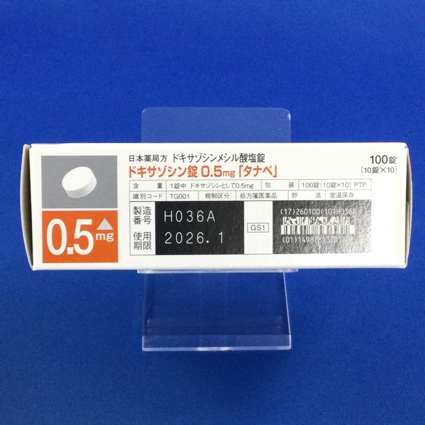 日本薬局方 ドキサゾシンメシル酸塩錠
ドキサゾシン錠 0.5mg「タナベ」
100錠
(10錠×10)
含 量 1錠中 ドキサゾシンとして0.5mg 包 装 100錠(10錠×10) PTP
識別コード TG001 規制区分 処方箋医薬品 貯 法 室温保存
製造番号 H036A
使用期限 2026.1
GS1
(17)260100(10)H036A
0.5mg